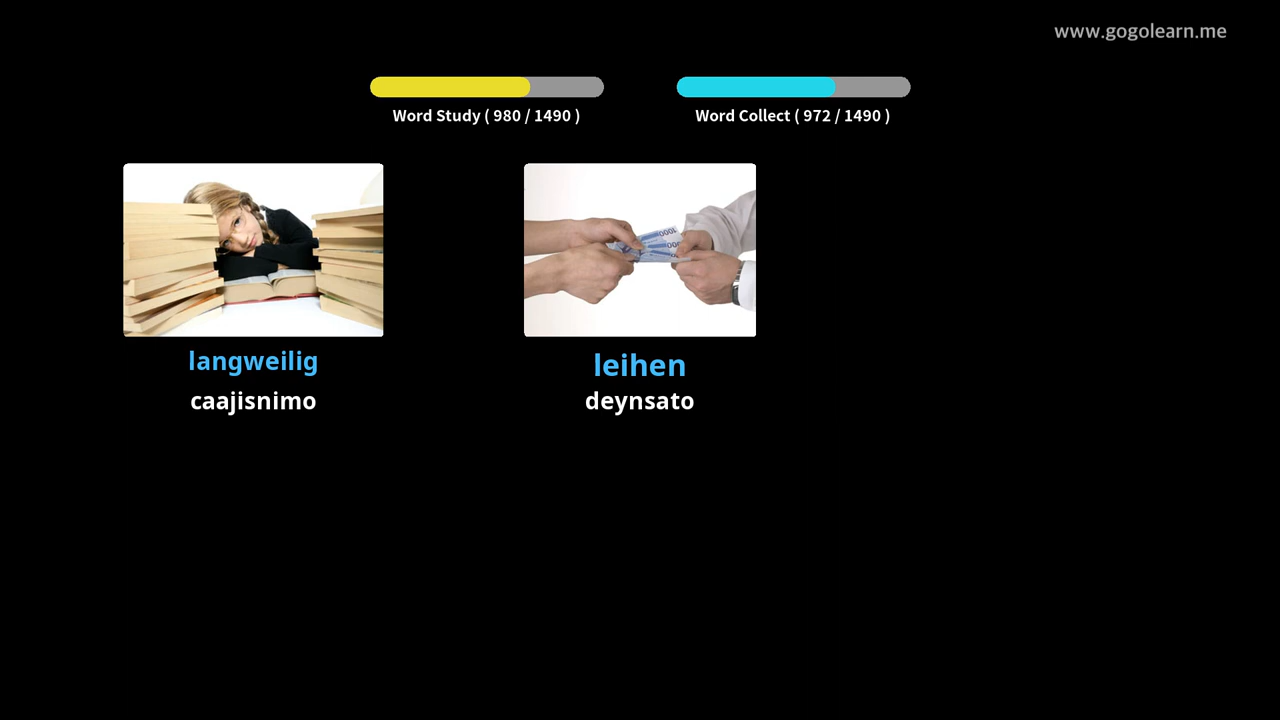 www.gogolearn.me
Word Study ( 980 / 1490 )
Word Collect ( 972 / 1490 )
langweilig
caajisnimo
leihen
deynsato